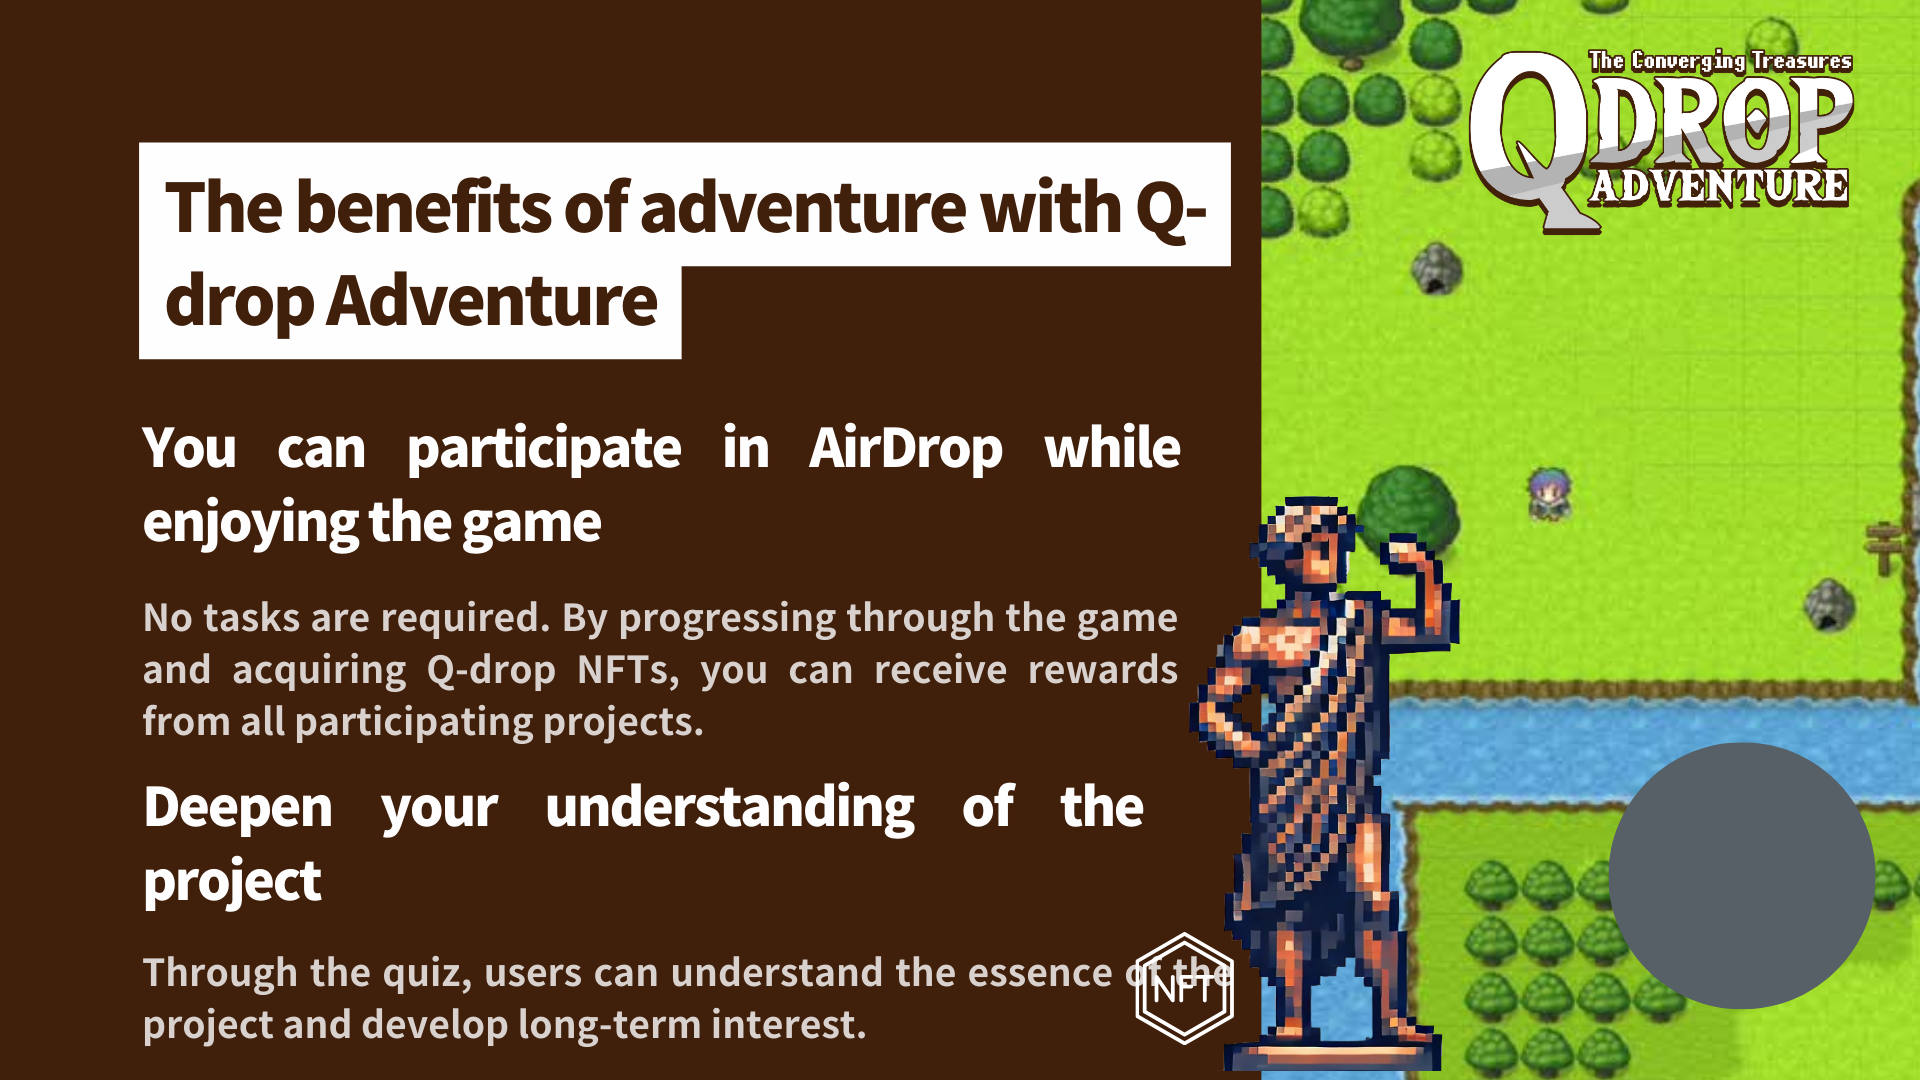 The Converging Treasures
QDROP
ADVENTURE
The benefits of adventure with Q-
drop Adventure
You can participate in AirDrop while
enjoying the game
No tasks are required. By progressing through the game
and acquiring Q-drop NFTs, you can receive rewards
from all participating projects.
Deepen your understanding of the
project
Through the quiz, users can understand the essence of the
project and develop long-term interest.
NFT